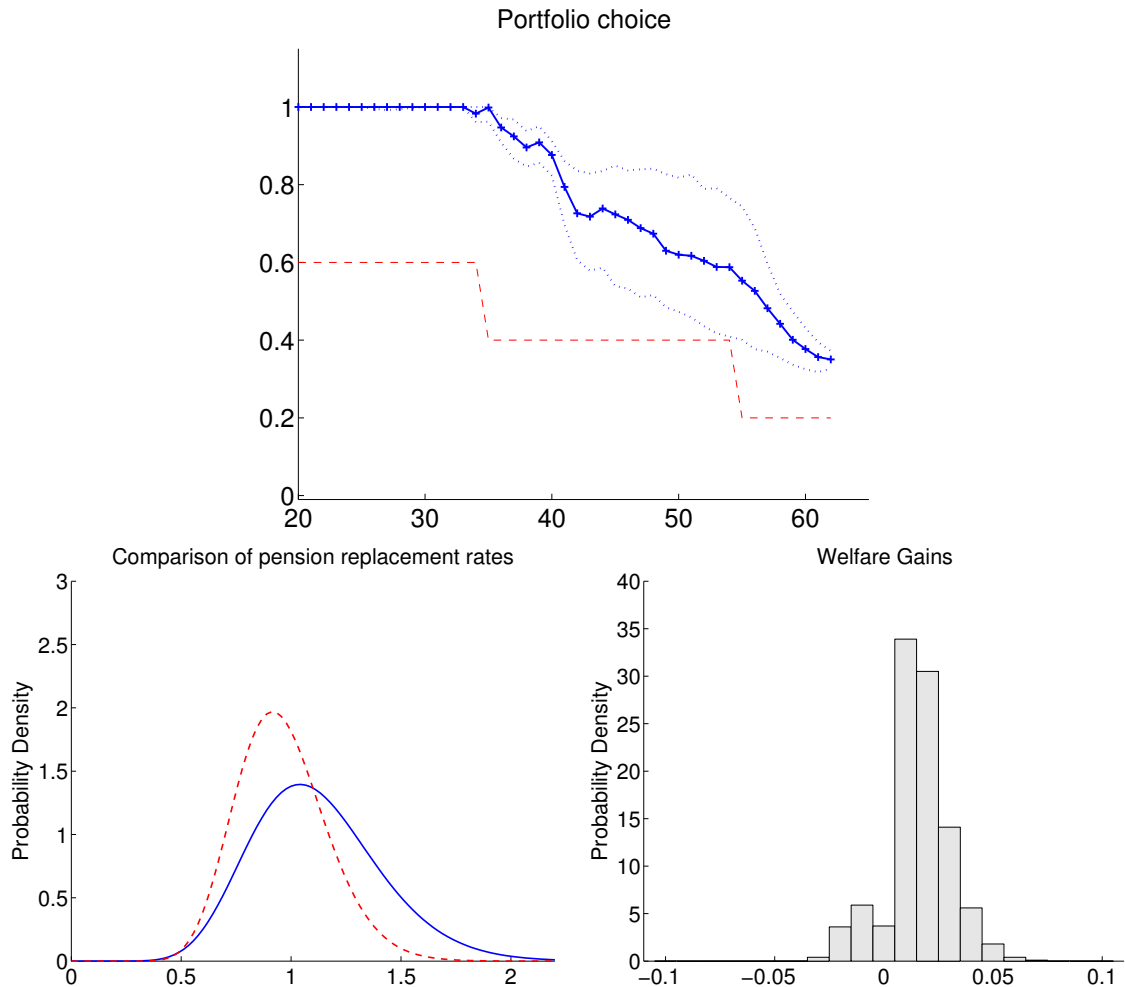 Portfolio choice
1
0.8
0.6
0.4
0.2
0
20 30 40 50 60
Comparison of pension replacement rates
3
2.5
2
1.5
1
0.5
0
Probability Density
0 0.5 1 1.5 2
Welfare Gains
40
35
30
25
20
15
10
5
0
Probability Density
−0.1 −0.05 0 0.05 0.1